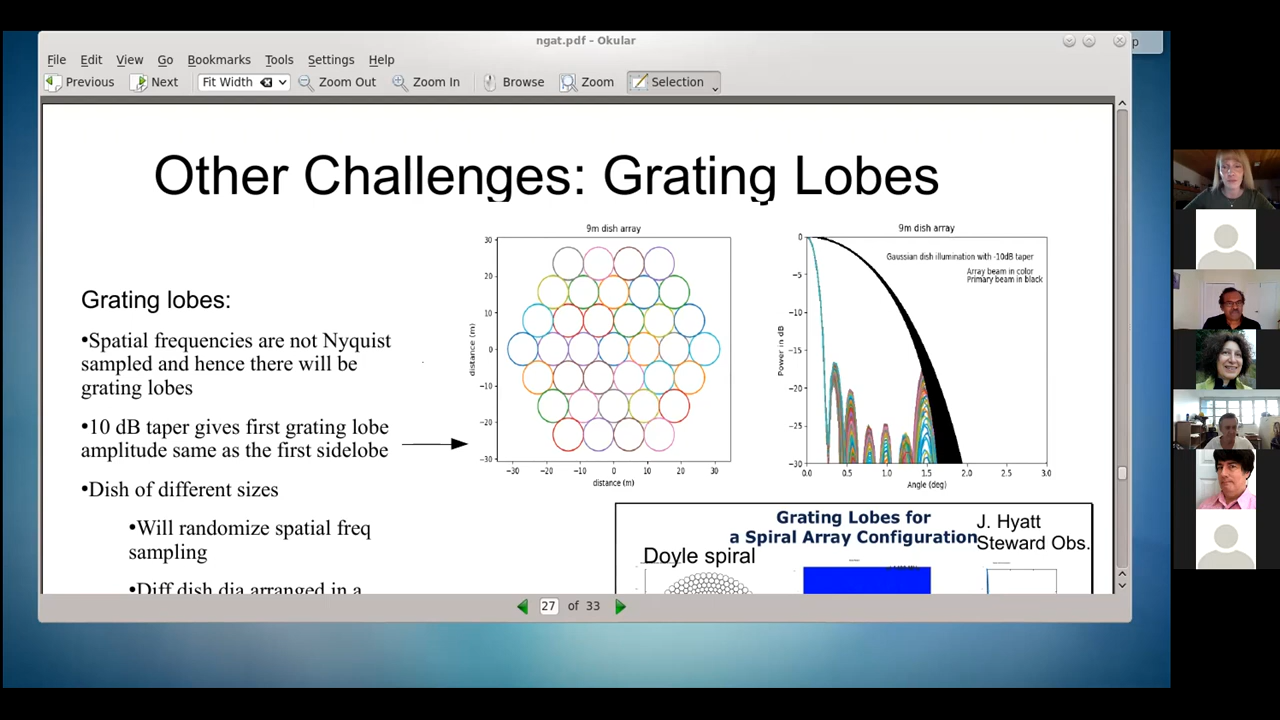 ngat.pdf – Okular
p
File Edit View Go Bookmarks Tools Settings Help
Previous Next Fit Width Zoom Out Zoom In Browse Zoom Selection
Other Challenges: Grating Lobes
Grating lobes:
•Spatial frequencies are not Nyquist
sampled and hence there will be
grating lobes
•10 dB taper gives first grating lobe
amplitude same as the first sidelobe
•Dish of different sizes
•Will randomize spatial freq
sampling
•Diff dish dia arranged in a
9m dish array
distance (m)
30
20
10
0
−10
−20
−30
−30 −20 −10 0 10 20 30
distance (m)
9m dish array
Gaussian dish illumination with -10dB taper
Array beam in color
Primary beam in black
Power in dB
0
−5
−10
−15
−20
−25
−30
0.0 0.5 1.0 1.5 2.0 2.5 3.0
Angle (deg)
Grating Lobes for
a Spiral Array Configuration
J. Hyatt
Steward Obs.
Doyle spiral
27 of 33